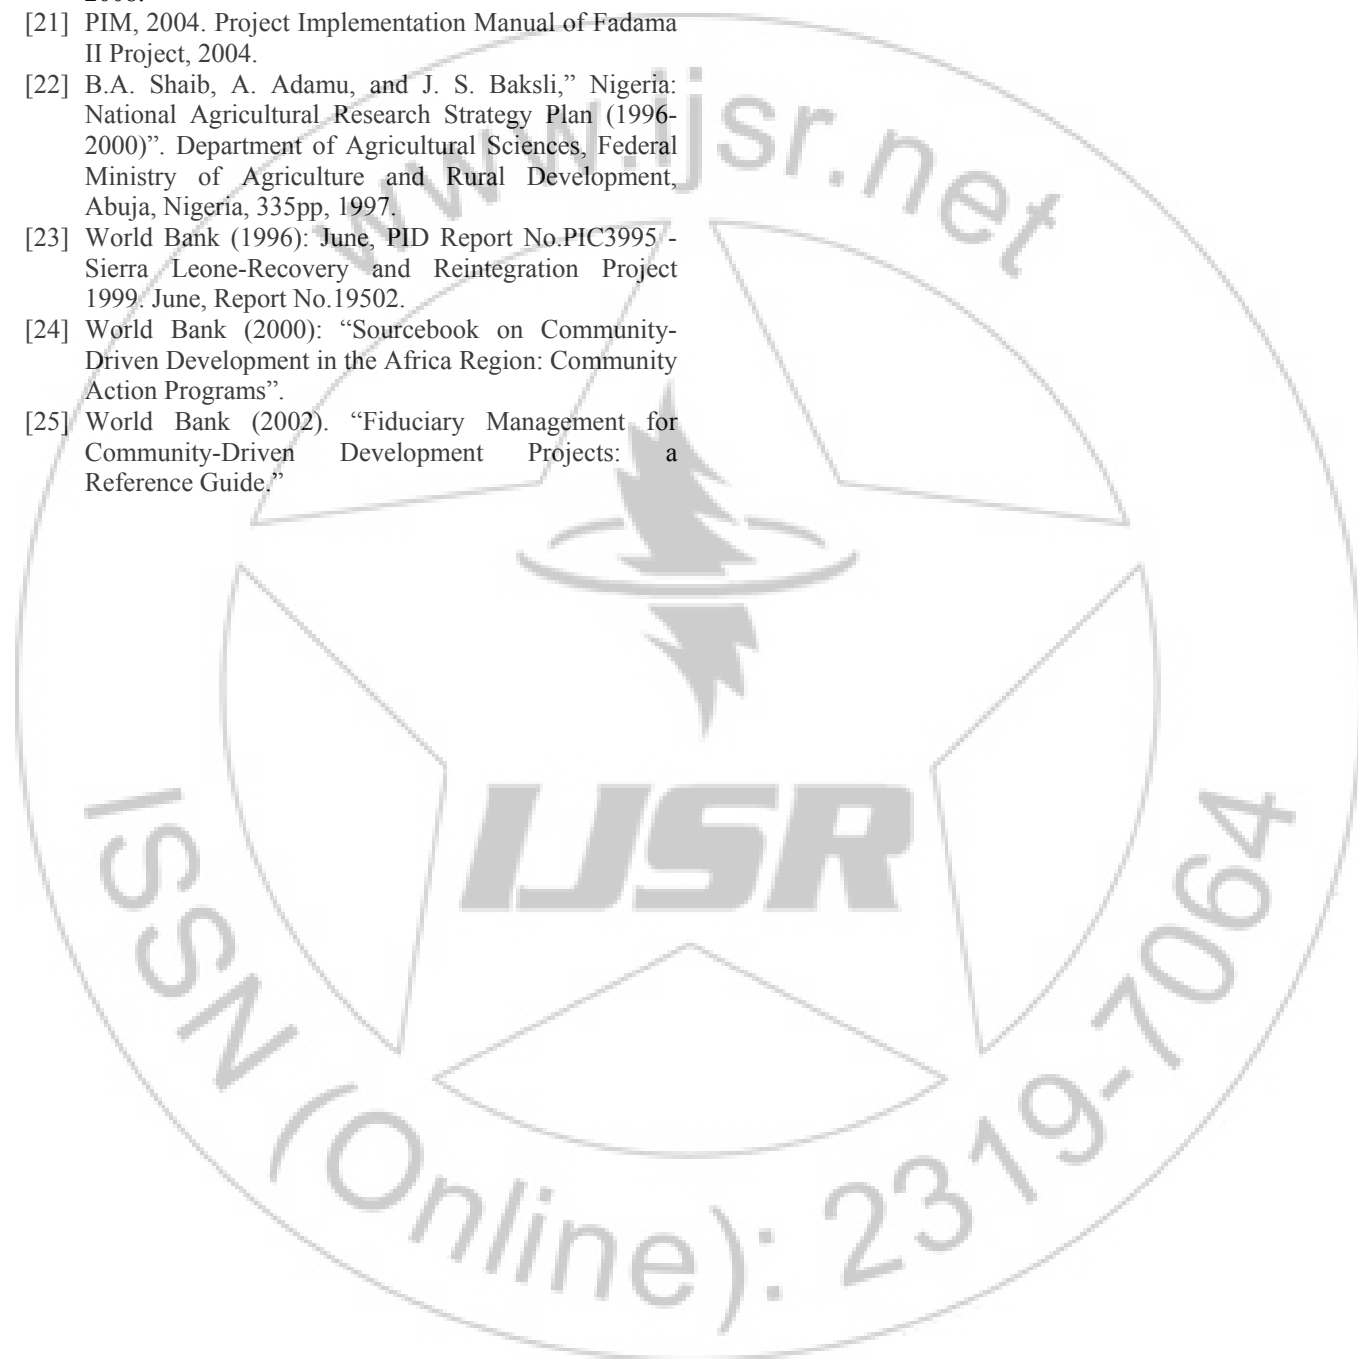 [21] PIM, 2004. Project Implementation Manual of Fadama
II Project, 2004.
[22] B.A. Shaib, A. Adamu, and J. S. Baksli,” Nigeria:
National Agricultural Research Strategy Plan (1996-
2000)”. Department of Agricultural Sciences, Federal
Ministry of Agriculture and Rural Development,
Abuja, Nigeria, 335pp, 1997.
[23] World Bank (1996): June, PID Report No.PIC3995 -
Sierra Leone-Recovery and Reintegration Project
1999. June, Report No.19502.
[24] World Bank (2000): “Sourcebook on Community-
Driven Development in the Africa Region: Community
Action Programs”.
[25] World Bank (2002). “Fiduciary Management for
Community-Driven Development Projects: a
Reference Guide.”
www.ijsr.net
IJSR
ISSN (Online): 2319-7064